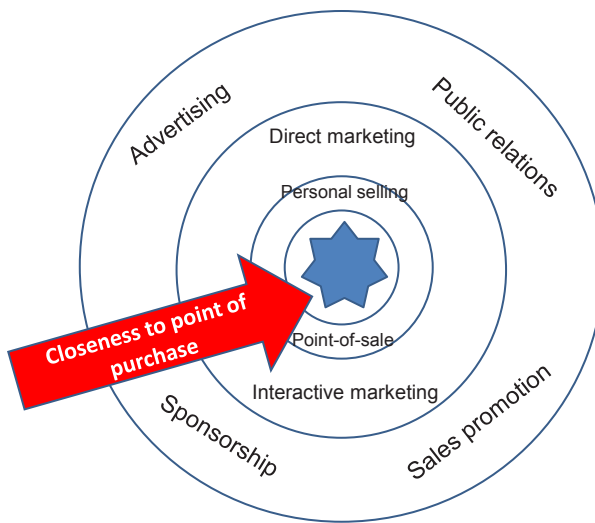 Advertising
Public relations
Direct marketing
Personal selling
Closeness to point of
purchase
Point-of-sale
Interactive marketing
Sponsorship
Sales promotion